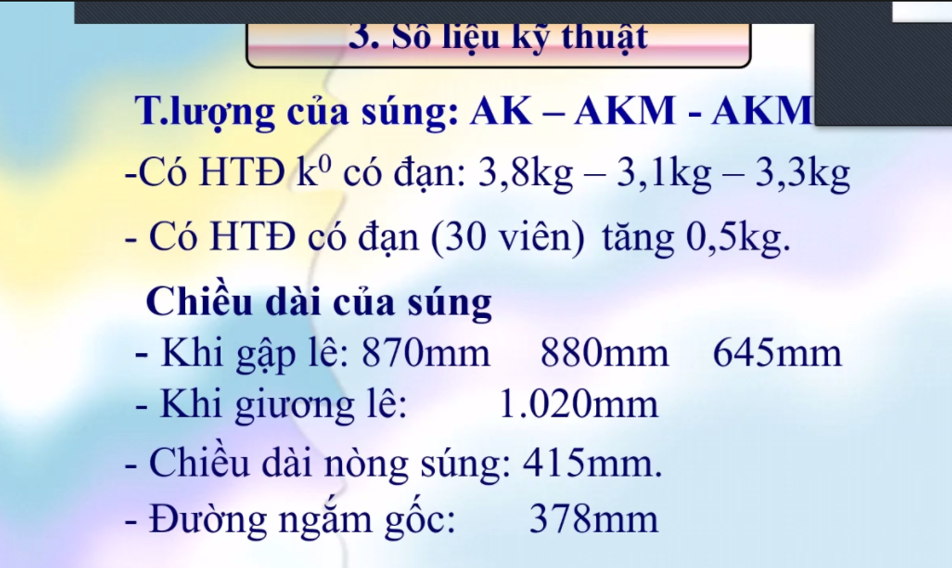 3. Số liệu kỹ thuật
T.lượng của súng: AK – AKM - AKM
-Có HTĐ k⁰ có đạn: 3,8kg – 3,1kg – 3,3kg
- Có HTĐ có đạn (30 viên) tăng 0,5kg.
Chiều dài của súng
- Khi gập lê: 870mm 880mm 645mm
- Khi giương lê: 1.020mm
- Chiều dài nòng súng: 415mm.
- Đường ngắm gốc: 378mm